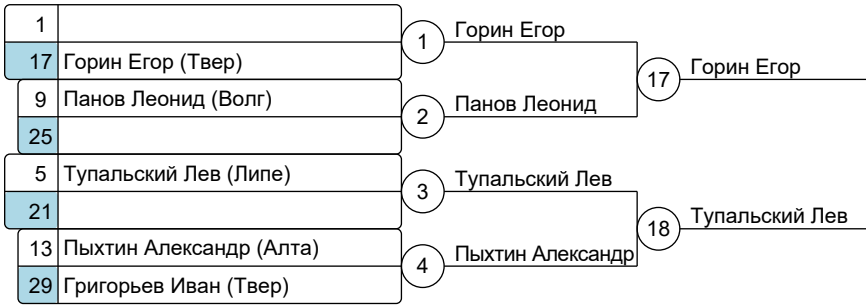 1
17 Горин Егор (Твер)
1 Горин Егор
17 Горин Егор
9 Панов Леонид (Волг)
25
2 Панов Леонид
5 Тупальский Лев (Липе)
21
3 Тупальский Лев
18 Тупальский Лев
13 Пыхтин Александр (Алта)
29 Григорьев Иван (Твер)
4 Пыхтин Александр